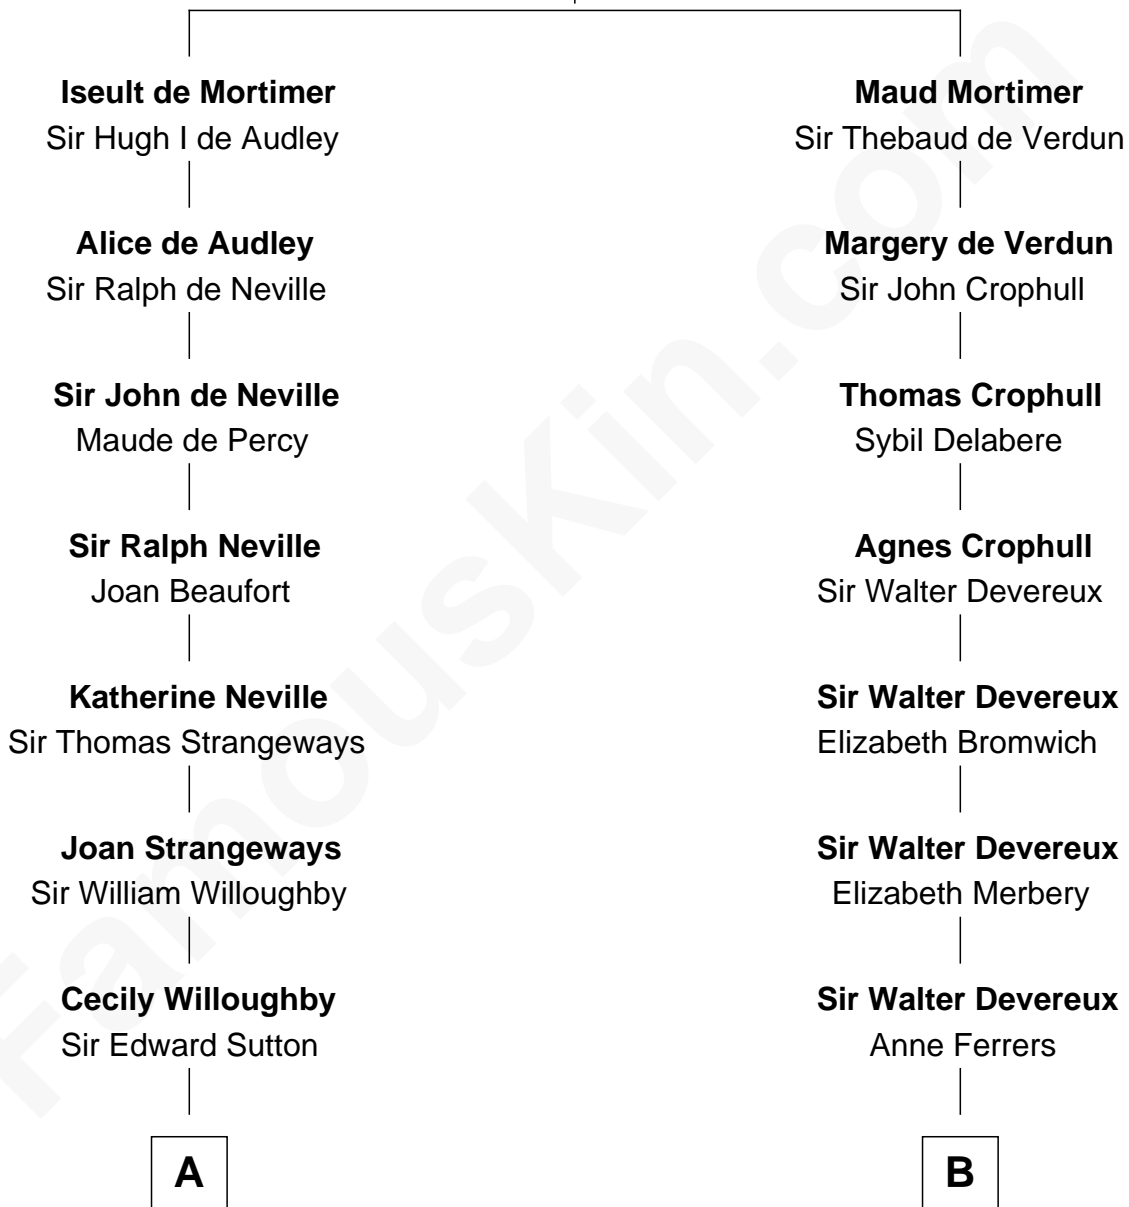 Iseult de Mortimer
Sir Hugh I de Audley
Alice de Audley
Sir Ralph de Neville
Sir John de Neville
Maude de Percy
Sir Ralph Neville
Joan Beaufort
Katherine Neville
Sir Thomas Strangeways
Joan Strangeways
Sir William Willoughby
Cecily Willoughby
Sir Edward Sutton
A
Maud Mortimer
Sir Thebaud de Verdun
Margery de Verdun
Sir John Crophull
Thomas Crophull
Sybil Delabere
Agnes Crophull
Sir Walter Devereux
Sir Walter Devereux
Elizabeth Bromwich
Sir Walter Devereux
Elizabeth Merbery
Sir Walter Devereux
Anne Ferrers
B
FamousKin.com